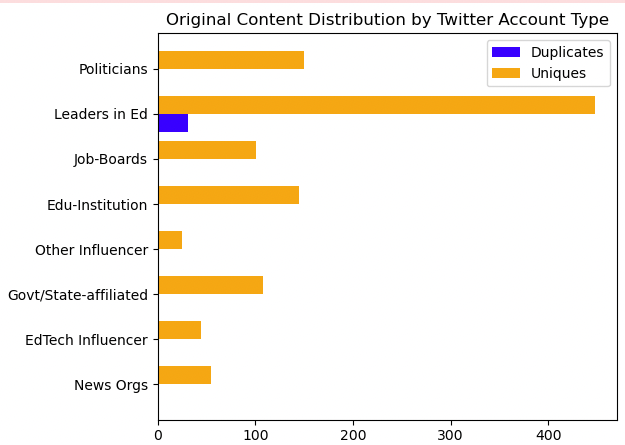 Original Content Distribution by Twitter Account Type
Duplicates
Uniques
Politicians
Leaders in Ed
Job-Boards
Edu-Institution
Other Influencer
Govt/State-affiliated
EdTech Influencer
News Orgs
0 100 200 300 400